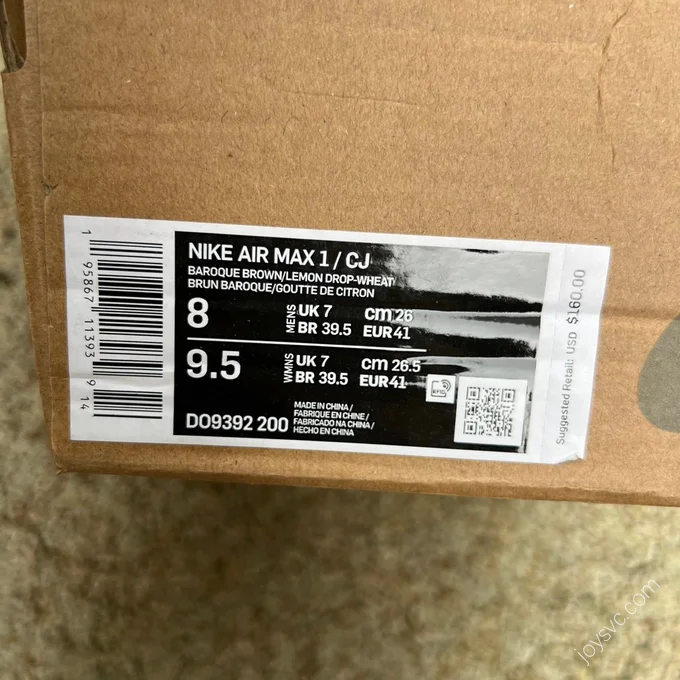 1 95867 11393 9 14
NIKE AIR MAX 1 / CJ
BAROQUE BROWN/LEMON DROP-WHEAT
BRUN BAROQUE/GOUTTE DE CITRON
8 MENS UK 7 cm 26
BR 39.5 EUR 41
9.5 WMNS UK 7 cm 26.5
BR 39.5 EUR 41
DO9392 200
MADE IN CHINA /
FABRIQUE EN CHINE /
FABRICADO NA CHINA /
HECHO EN CHINA
EPIC
Suggested Retail: USD $160.00
joysvc.com